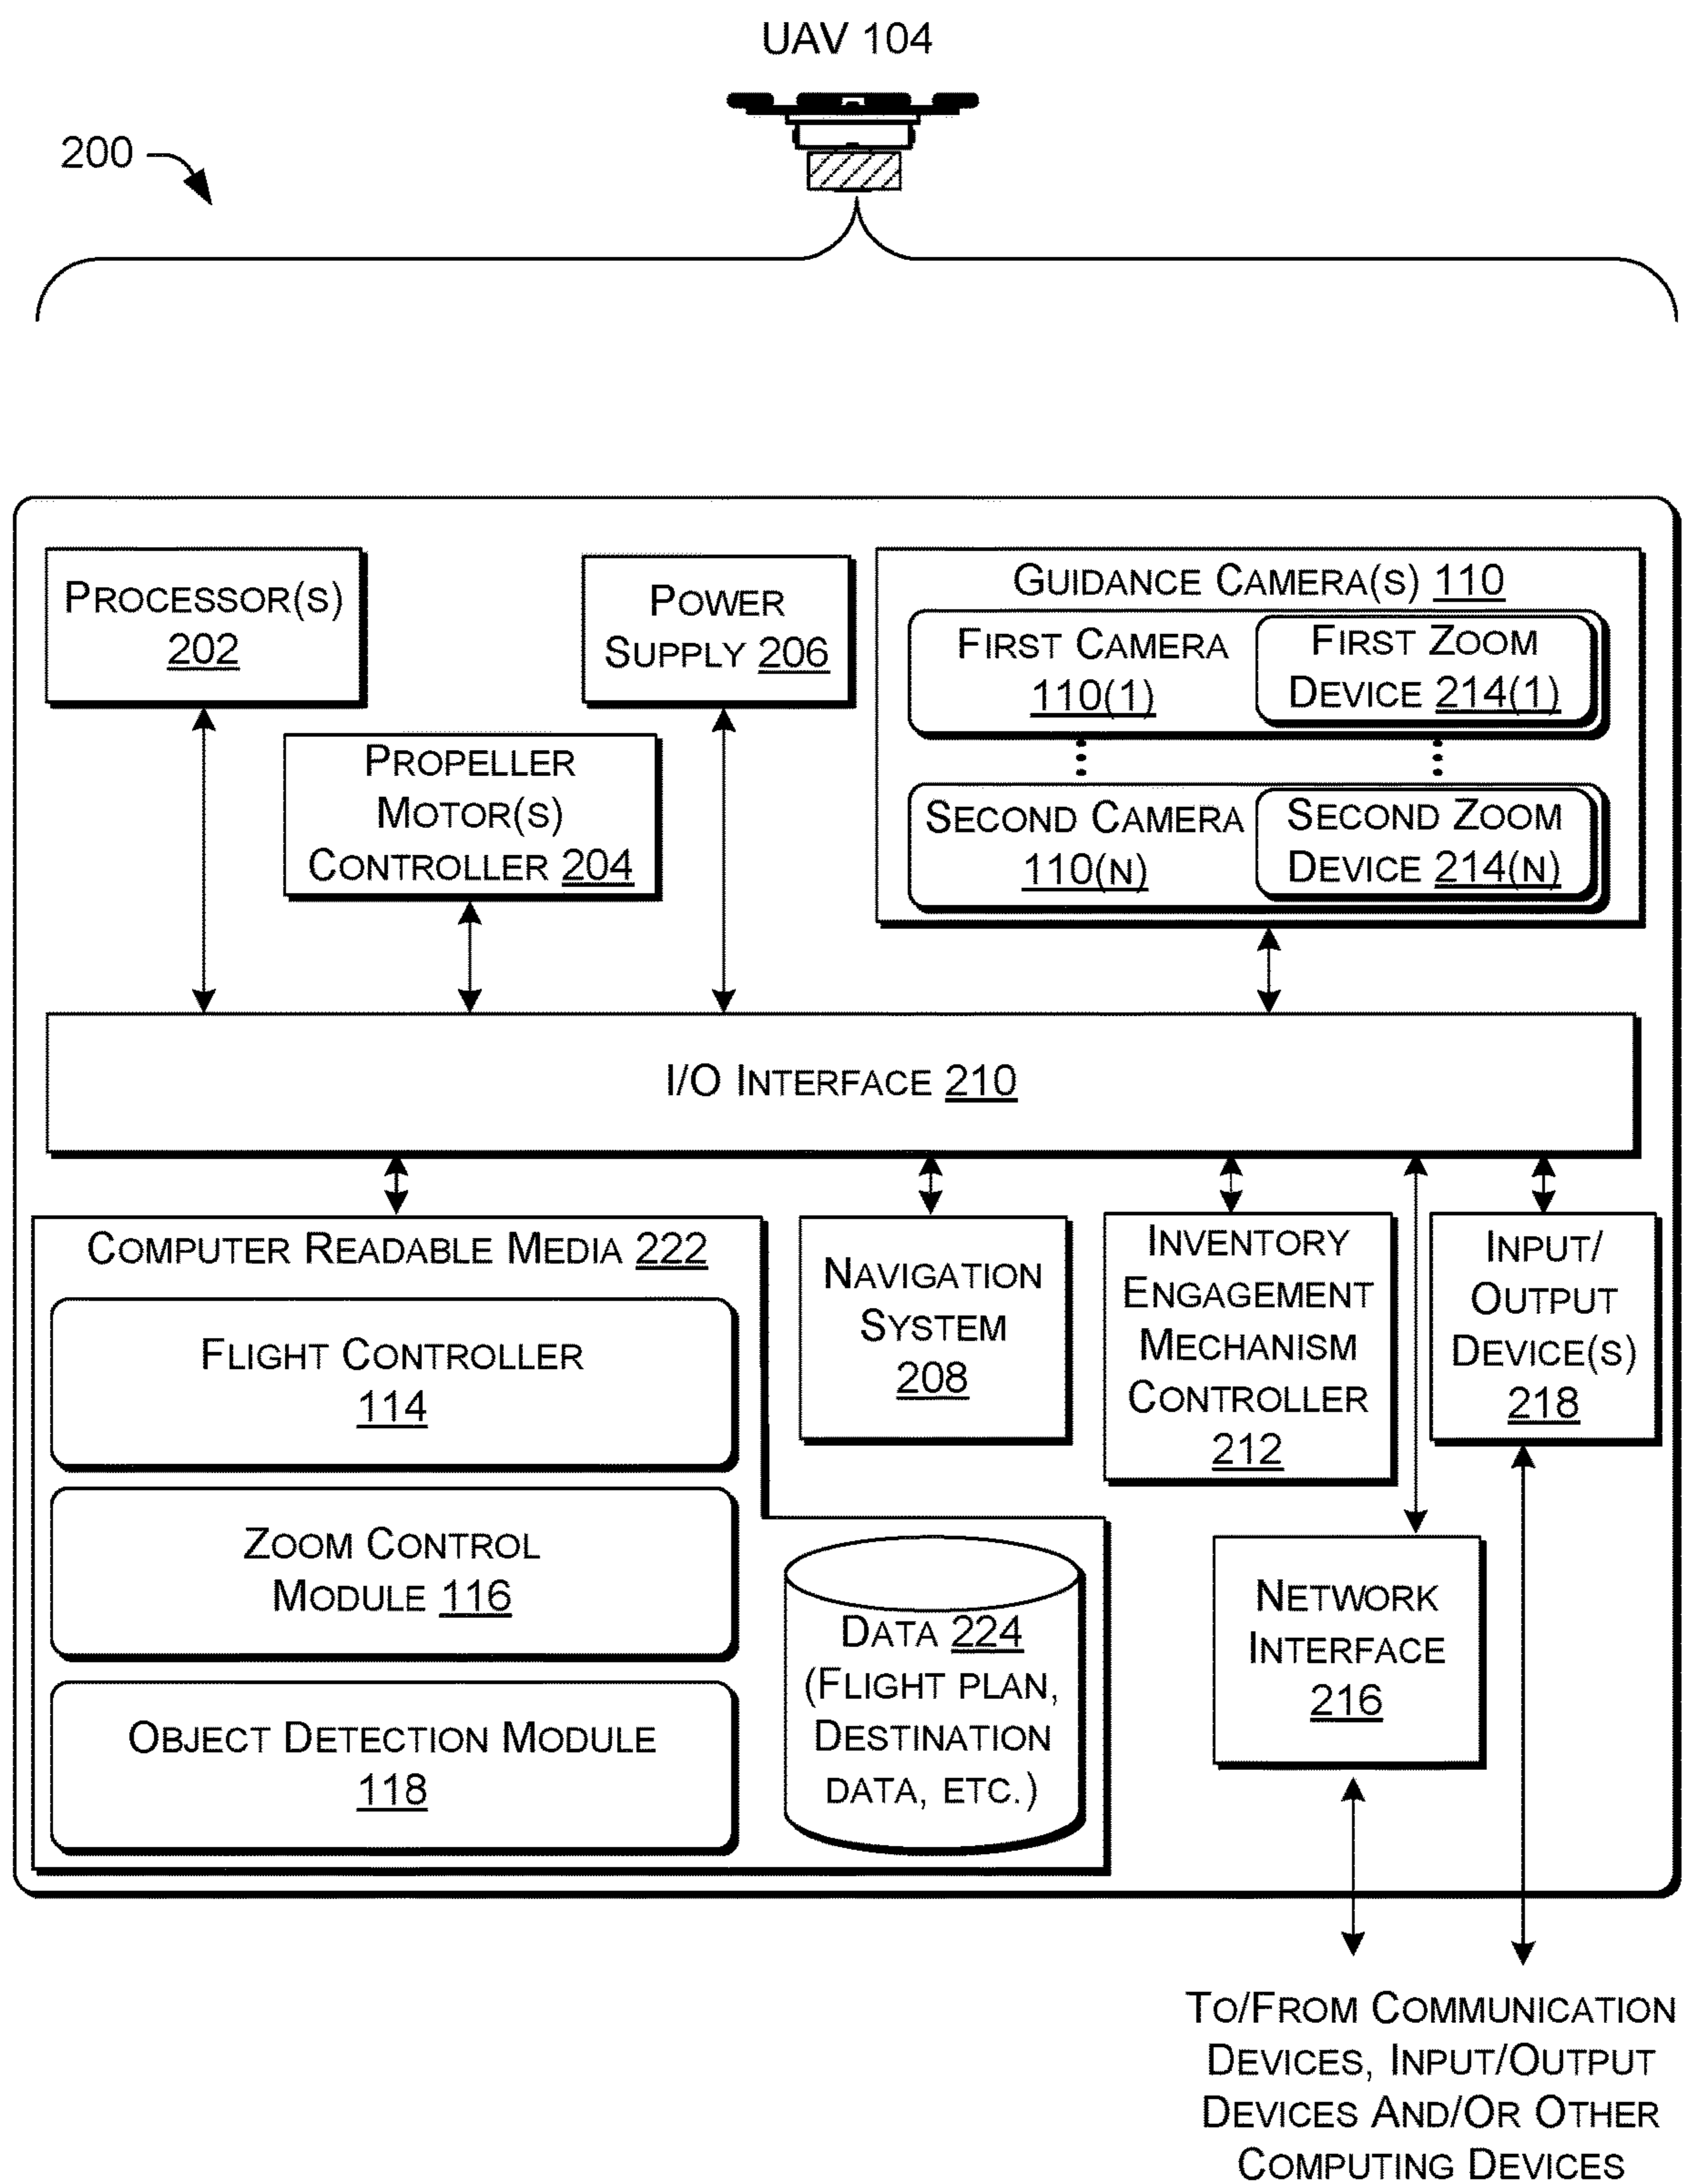 UAV 104
200
PROCESSOR(S)
202
POWER
SUPPLY 206
PROPELLER
MOTOR(S)
CONTROLLER 204
GUIDANCE CAMERA(S) 110
FIRST CAMERA
110(1)
FIRST ZOOM
DEVICE 214(1)
SECOND CAMERA
110(N)
SECOND ZOOM
DEVICE 214(N)
I/O INTERFACE 210
COMPUTER READABLE MEDIA 222
FLIGHT CONTROLLER
114
ZOOM CONTROL
MODULE 116
OBJECT DETECTION MODULE
118
DATA 224
(FLIGHT PLAN,
DESTINATION
DATA, ETC.)
NAVIGATION
SYSTEM
208
INVENTORY
ENGAGEMENT
MECHANISM
CONTROLLER
212
INPUT/
OUTPUT
DEVICE(S)
218
NETWORK
INTERFACE
216
TO/FROM COMMUNICATION
DEVICES, INPUT/OUTPUT
DEVICES AND/OR OTHER
COMPUTING DEVICES